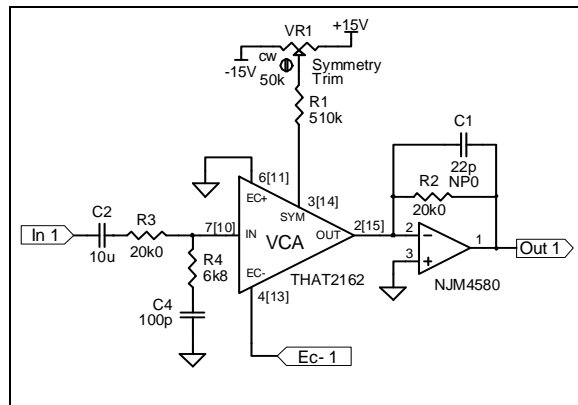 +15V
VR1
-15V
cw
50k
Symmetry
Trim
R1
510k
C1
22p
NP0
R2
20k0
6[11]
EC+
3[14]
SYM
In 1
C2
10u
R3
20k0
7[10]
IN
VCA
OUT
2[15]
2
1
3
Out 1
R4
6k8
EC-
THAT2162
NJM4580
4[13]
C4
100p
Ec- 1